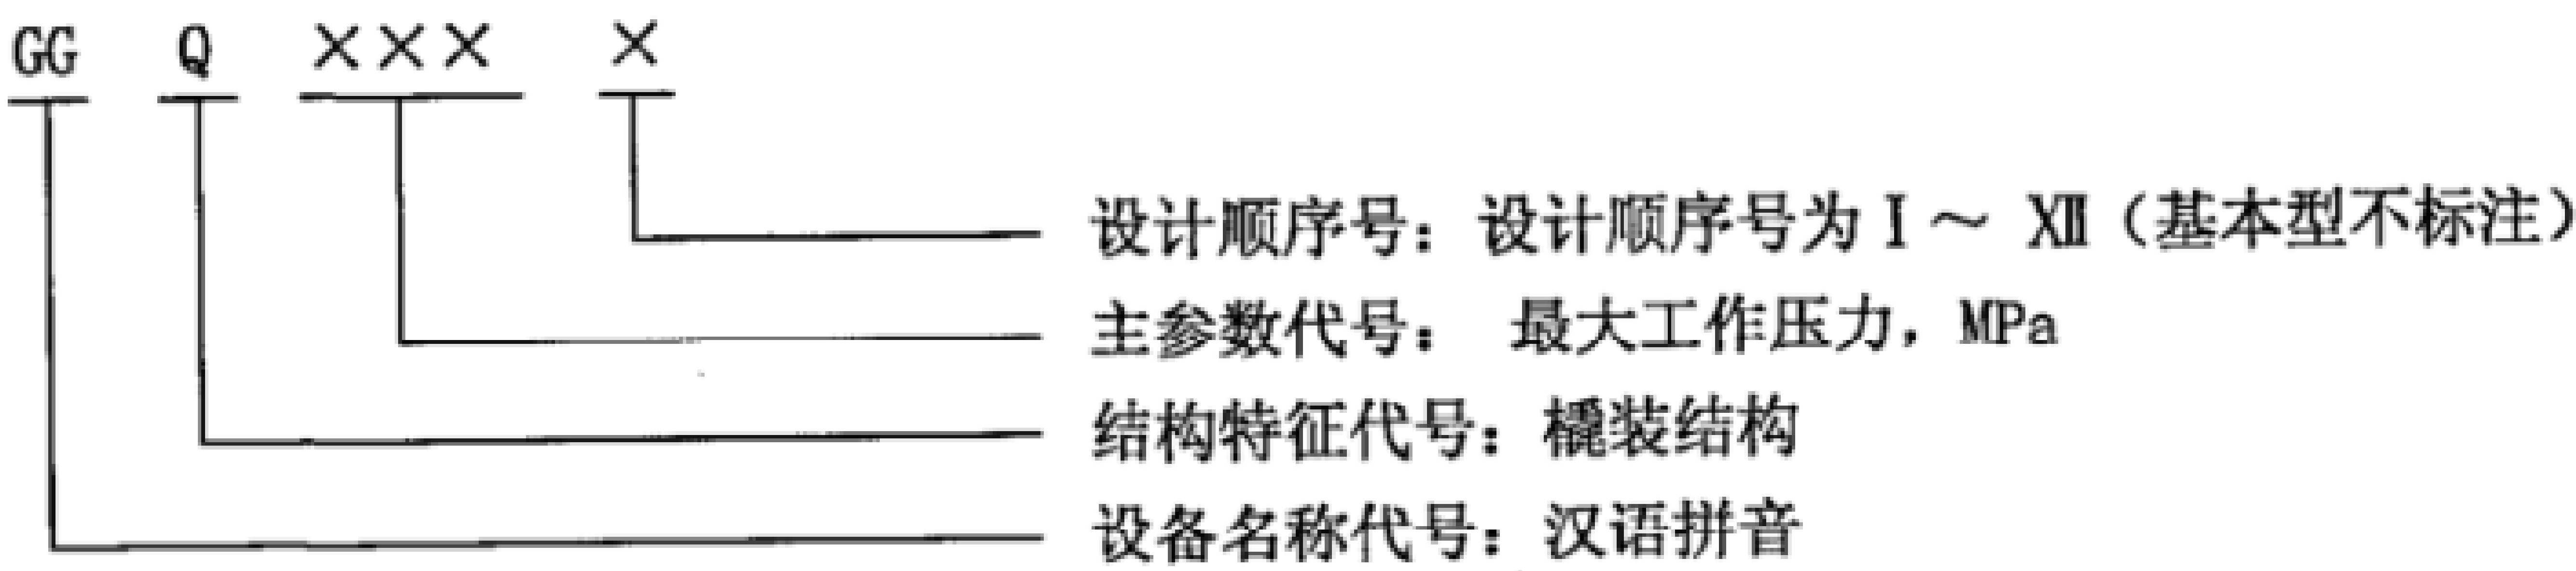 GG Q ××× ×
设计顺序号：设计顺序号为Ⅰ～Ⅻ（基本型不标注）
主参数代号：最大工作压力，MPa
结构特征代号：橇装结构
设备名称代号：汉语拼音